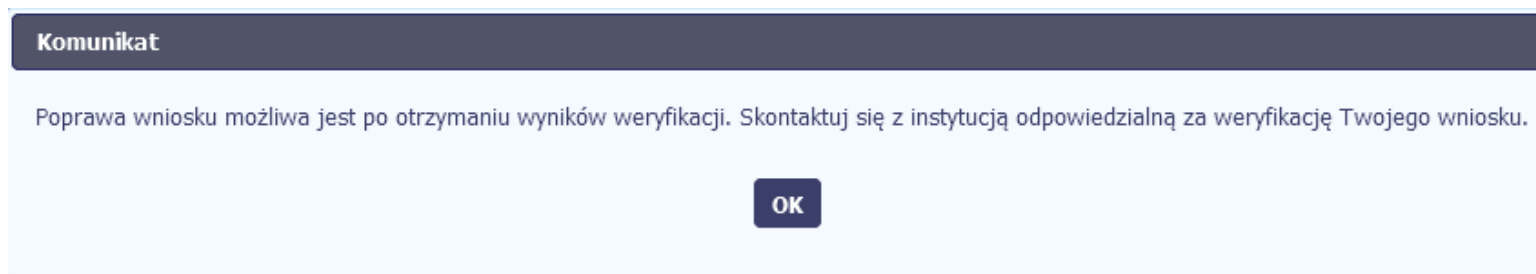 Komunikat
Poprawa wniosku możliwa jest po otrzymaniu wyników weryfikacji. Skontaktuj się z instytucją odpowiedzialną za weryfikację Twojego wniosku.
OK